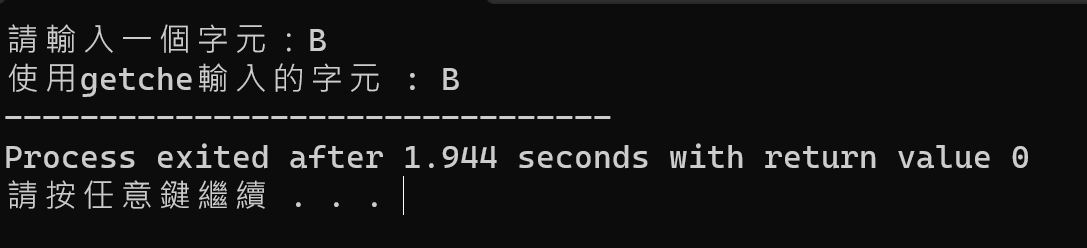 請輸入一個字元：B
使用getche輸入的字元 : B
--------------------------------
Process exited after 1.944 seconds with return value 0
請按任意鍵繼續 . . .